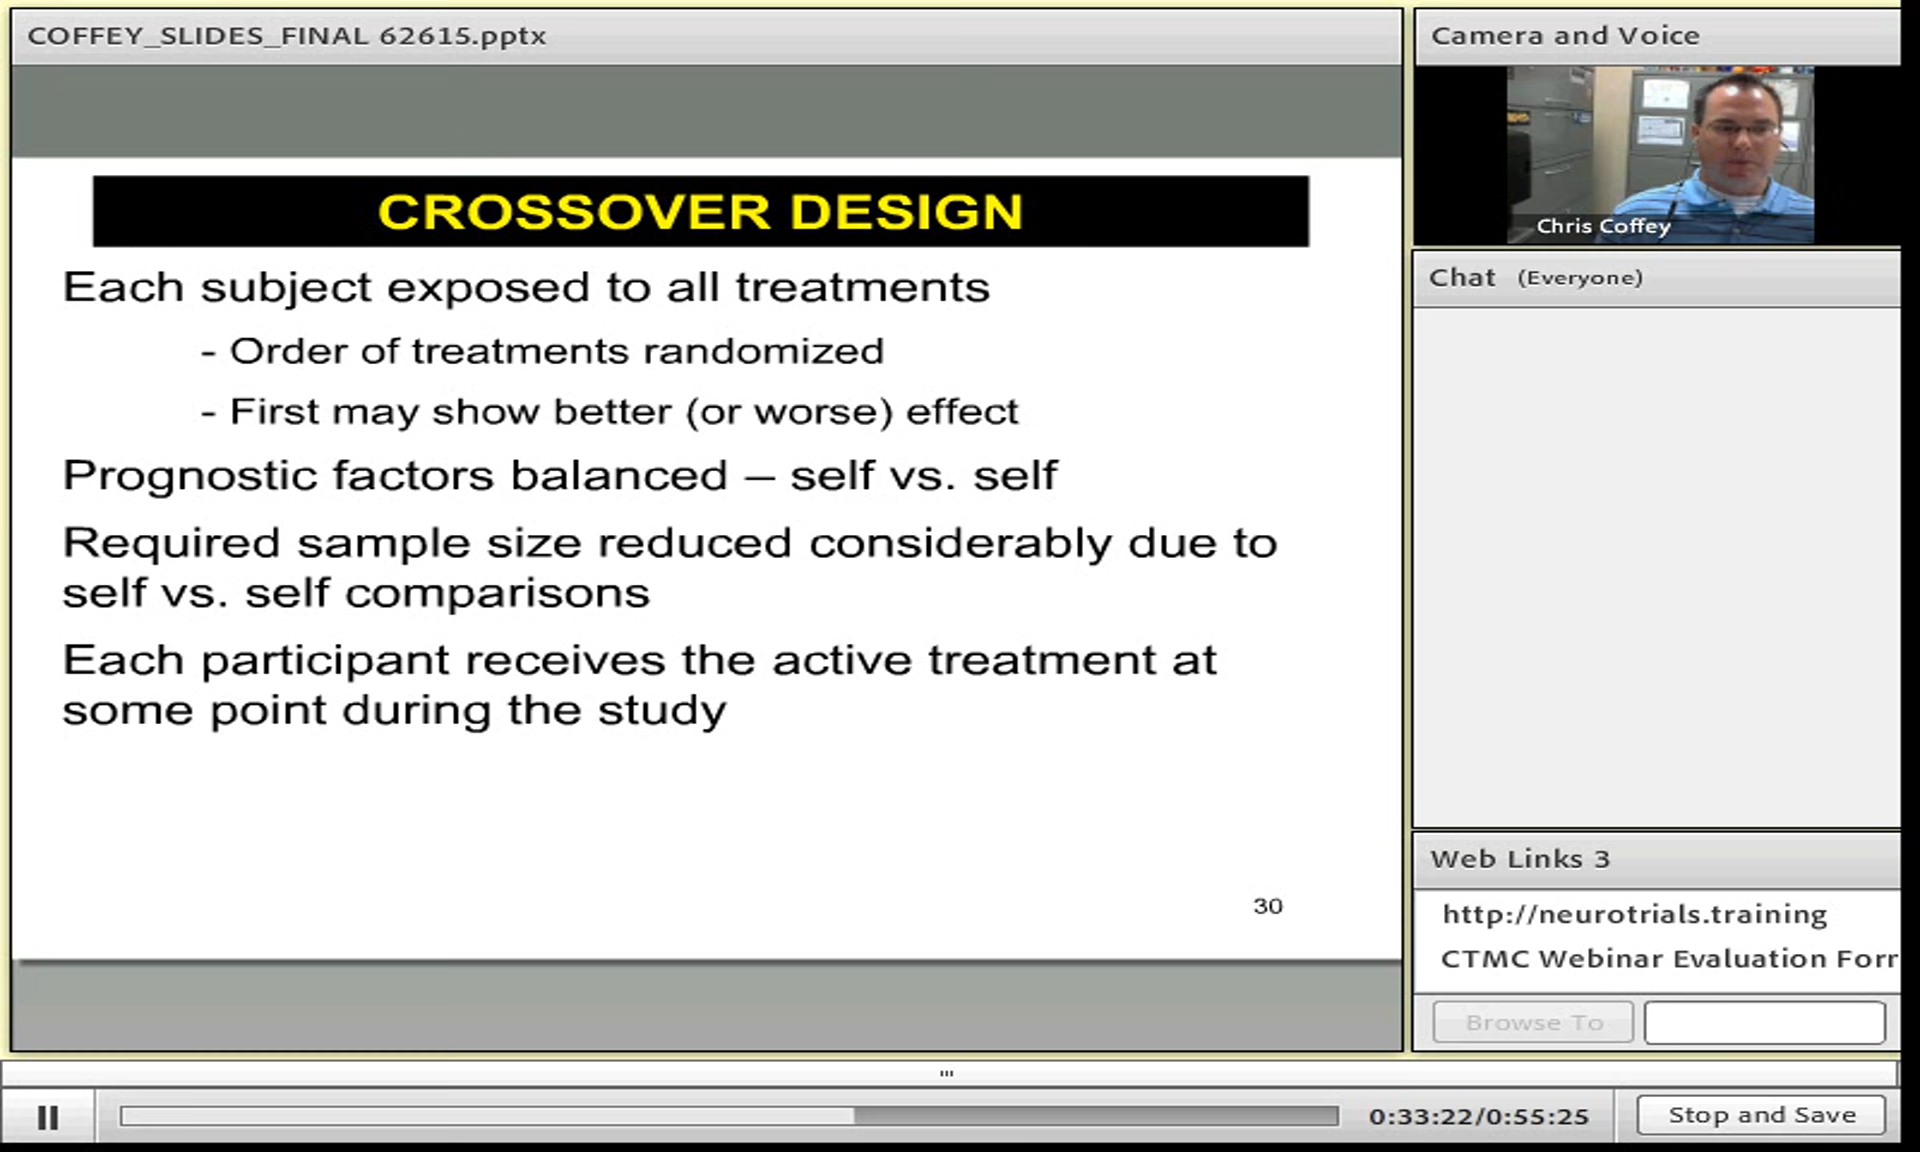 COFFEY_SLIDES_FINAL 62615.pptx
CROSSOVER DESIGN
Each subject exposed to all treatments
- Order of treatments randomized
- First may show better (or worse) effect
Prognostic factors balanced – self vs. self
Required sample size reduced considerably due to
self vs. self comparisons
Each participant receives the active treatment at
some point during the study
30
Camera and Voice
Chris Coffey
Chat (Everyone)
Web Links 3
http://neurotrials.training
CTMC Webinar Evaluation Forr
Browse To
0:33:22/0:55:25
Stop and Save